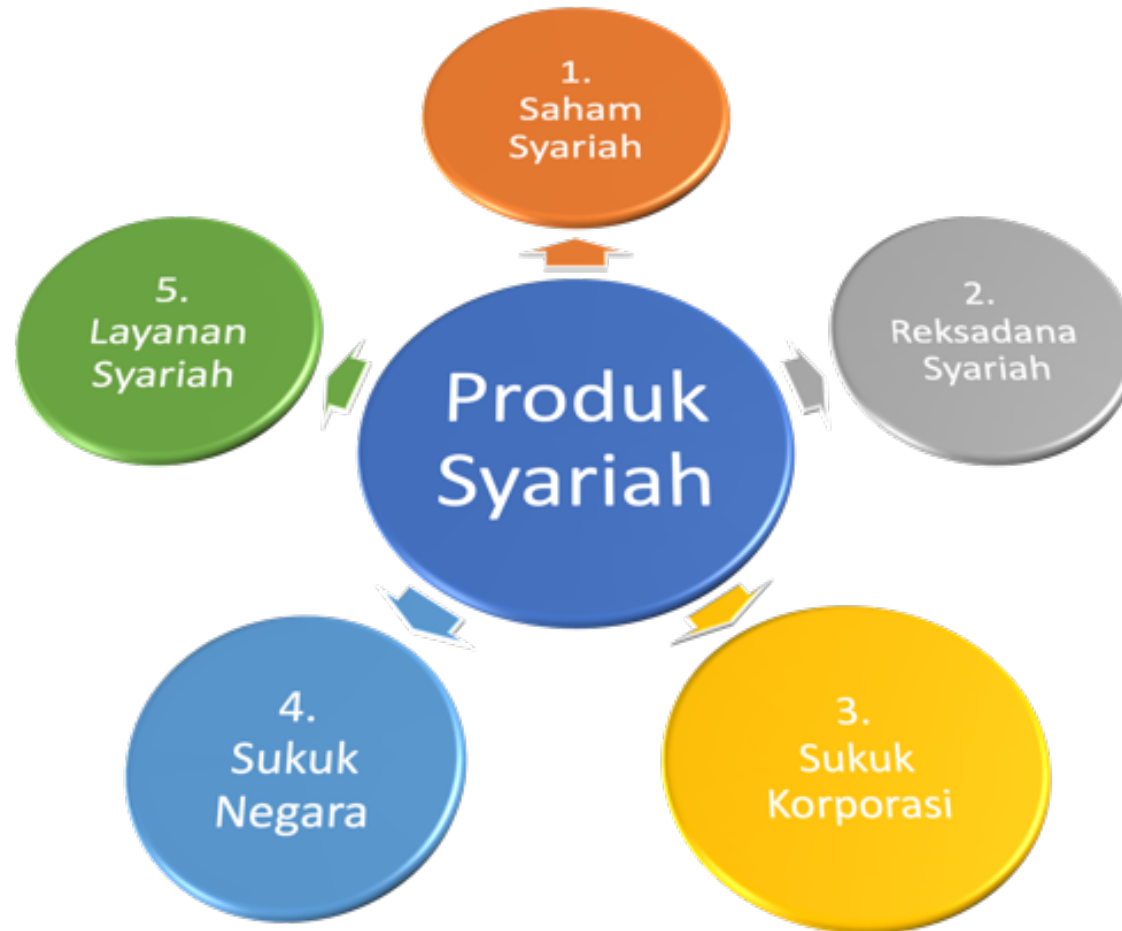 1.
Saham
Syariah
2.
Reksadana
Syariah
3.
Sukuk
Korporasi
4.
Sukuk
Negara
5.
Layanan
Syariah
Produk
Syariah